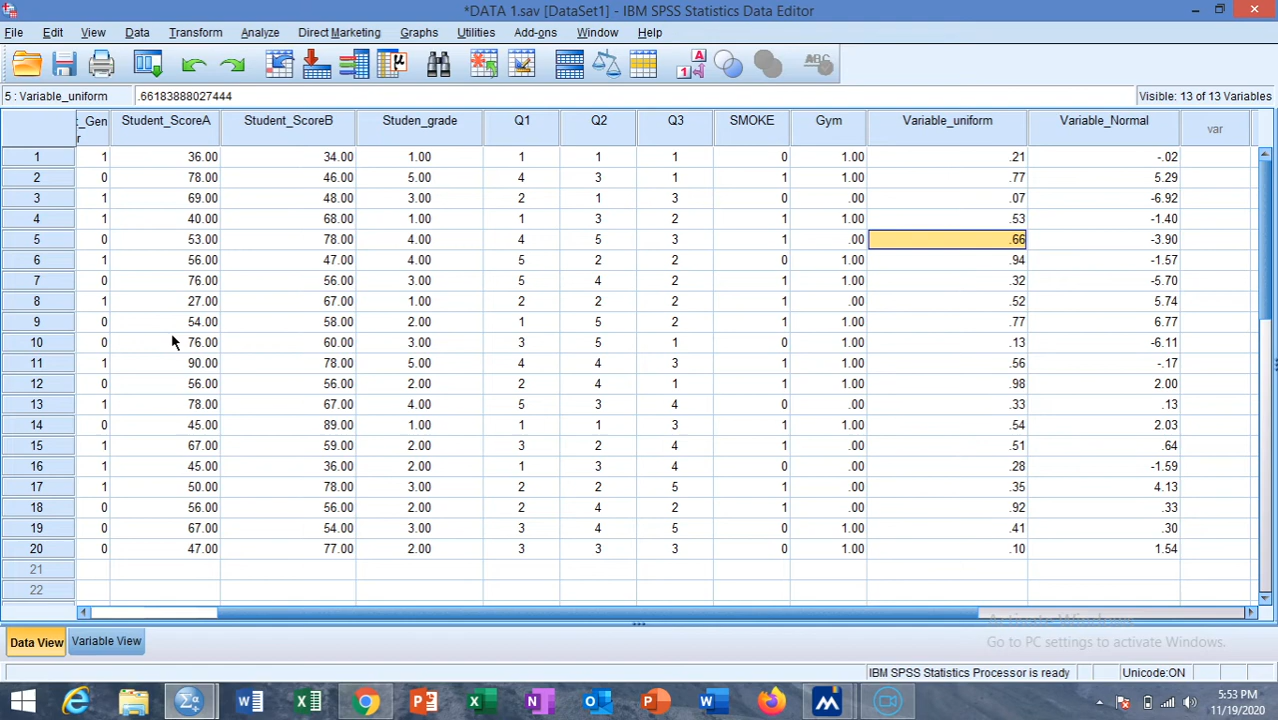 *DATA 1.sav [DataSet1] - IBM SPSS Statistics Data Editor
File Edit View Data Transform Analyze Direct Marketing Graphs Utilities Add-ons Window Help
5 : Variable_uniform .66183888027444 Visible: 13 of 13 Variables
t_Gen Student_ScoreA Student_ScoreB Studen_grade Q1 Q2 Q3 SMOKE Gym Variable_uniform Variable_Normal var
r
1 1 36.00 34.00 1.00 1 1 1 0 1.00 .21 -.02
2 0 78.00 46.00 5.00 4 3 1 1 1.00 .77 5.29
3 1 69.00 48.00 3.00 2 1 3 0 .00 .07 -6.92
4 1 40.00 68.00 1.00 1 3 2 1 1.00 .53 -1.40
5 0 53.00 78.00 4.00 4 5 3 1 .00 .66 -3.90
6 1 56.00 47.00 4.00 5 2 2 0 1.00 .94 -1.57
7 0 76.00 56.00 3.00 5 4 2 1 1.00 .32 -5.70
8 1 27.00 67.00 1.00 2 2 2 1 .00 .52 5.74
9 0 54.00 58.00 2.00 1 5 2 1 1.00 .77 6.77
10 0 76.00 60.00 3.00 3 5 1 0 1.00 .13 -6.11
11 1 90.00 78.00 5.00 4 4 3 1 1.00 .56 -.17
12 0 56.00 56.00 2.00 2 4 1 1 1.00 .98 2.00
13 1 78.00 67.00 4.00 5 3 4 0 .00 .33 .13
14 0 45.00 89.00 1.00 1 1 3 1 1.00 .54 2.03
15 1 67.00 59.00 2.00 3 2 4 1 .00 .51 .64
16 1 45.00 36.00 2.00 1 3 4 0 0.00 .28 -1.59
17 1 50.00 78.00 3.00 2 2 5 1 .00 .35 4.13
18 0 56.00 56.00 2.00 2 4 2 1 .00 .92 .33
19 0 67.00 54.00 3.00 3 4 5 0 1.00 .41 .30
20 0 47.00 77.00 2.00 3 3 3 0 1.00 .10 1.54
21
22
Activate Windows
Go to PC settings to activate Windows.
Data View Variable View
IBM SPSS Statistics Processor is ready Unicode:ON
5:53 PM
11/19/2020